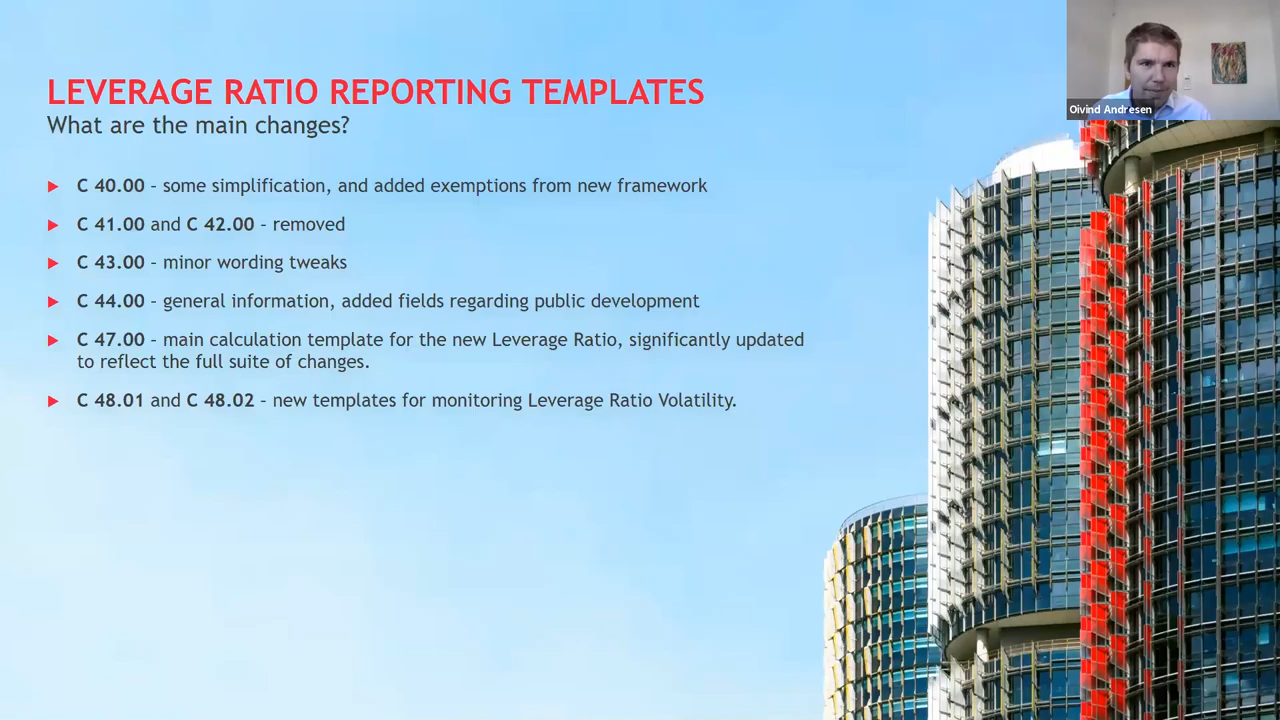 LEVERAGE RATIO REPORTING TEMPLATES
What are the main changes?
C 40.00 – some simplification, and added exemptions from new framework
C 41.00 and C 42.00 – removed
C 43.00 – minor wording tweaks
C 44.00 – general information, added fields regarding public development
C 47.00 – main calculation template for the new Leverage Ratio, significantly updated
to reflect the full suite of changes.
C 48.01 and C 48.02 – new templates for monitoring Leverage Ratio Volatility.
Oivind Andresen